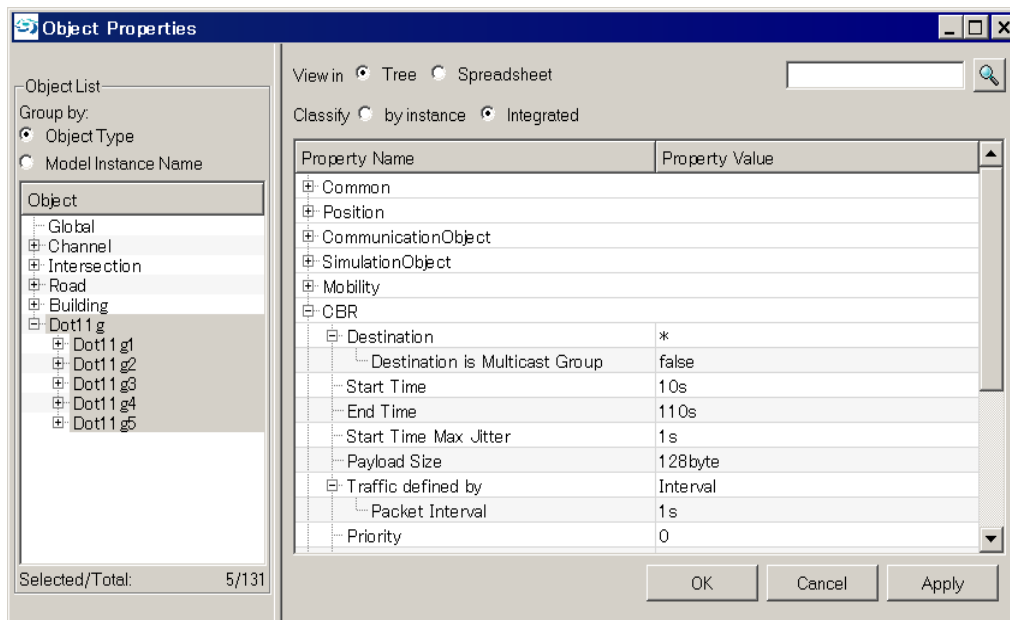 Object Properties
Object List
Group by:
Object Type
Model Instance Name
Object
Global
Channel
Intersection
Road
Building
Dot11g
Dot11g1
Dot11g2
Dot11g3
Dot11g4
Dot11g5
Selected/Total: 5/131
View in Tree Spreadsheet
Classify by instance Integrated
Property Name Property Value
Common
Position
CommunicationObject
SimulationObject
Mobility
CBR
Destination *
Destination is Multicast Group false
Start Time 10s
End Time 110s
Start Time Max Jitter 1s
Payload Size 128byte
Traffic defined by Interval
Packet Interval 1s
Priority 0
OK Cancel Apply